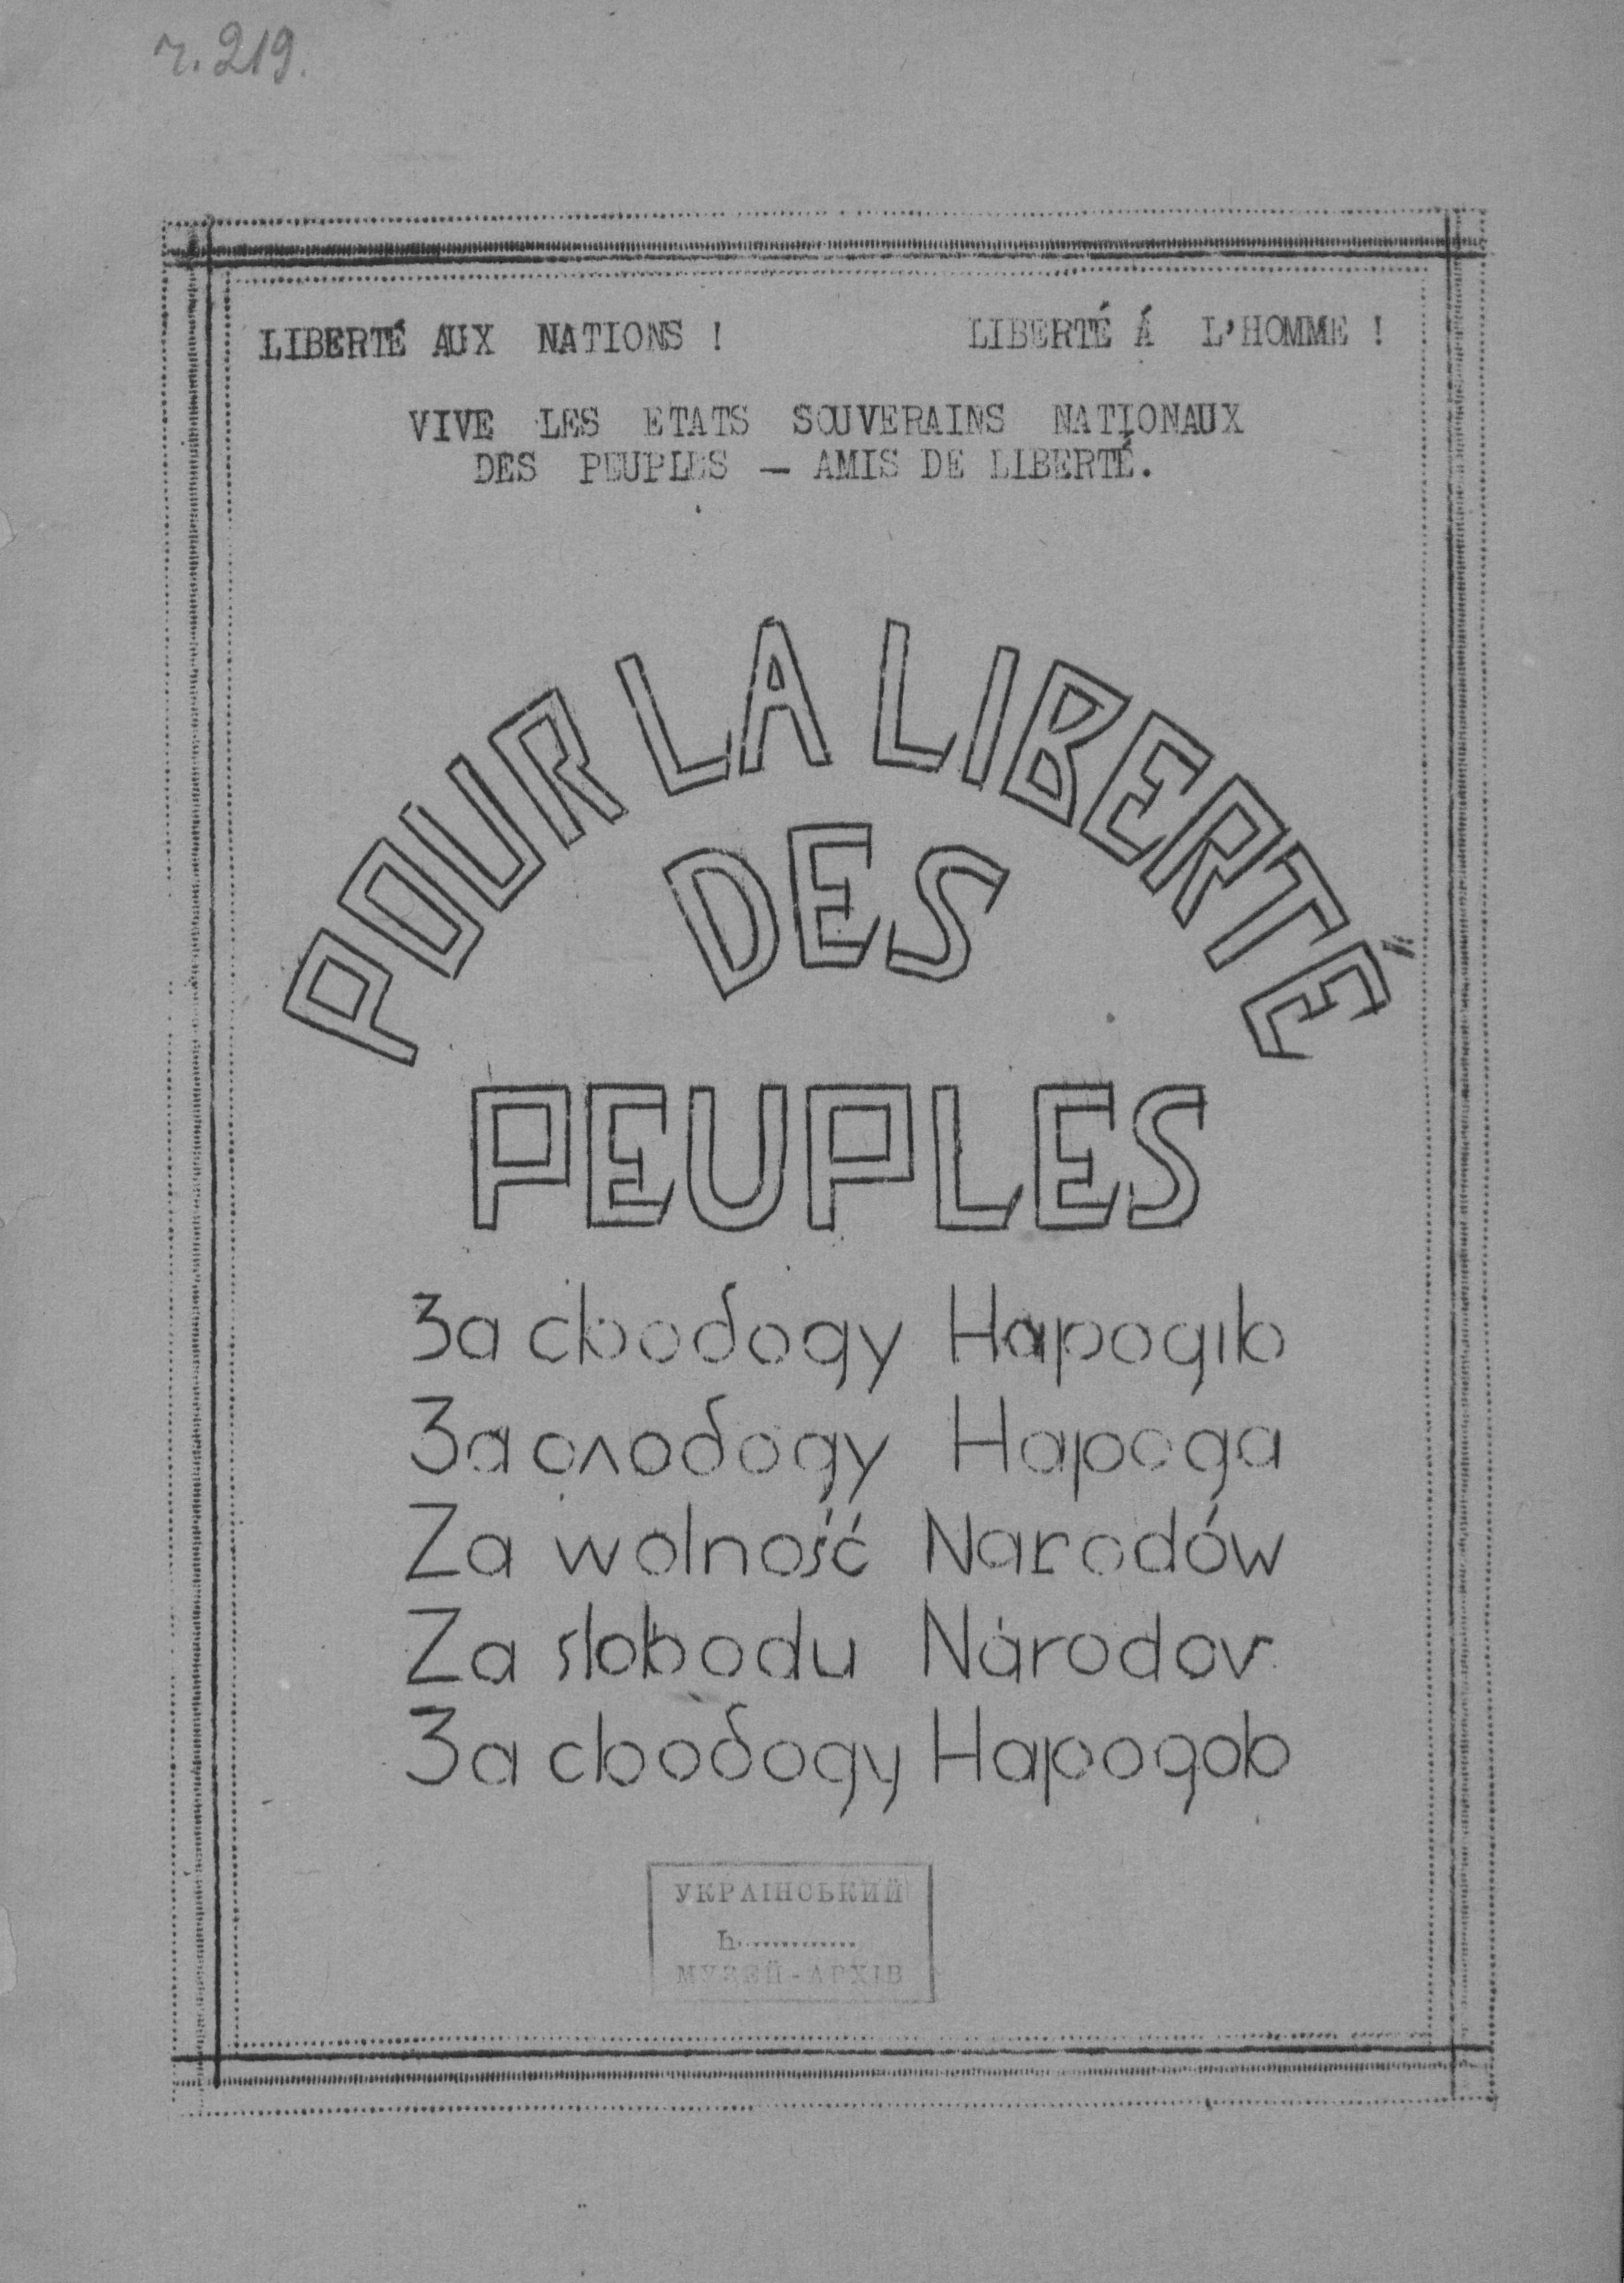 ч. 219.
LIBERTÉ AUX NATIONS ! LIBERTÉ Á L'HOMME !
VIVE LES ETATS SOUVERAINS NATIONAUX
DES PEUPLES — AMIS DE LIBERTÉ.
POUR LA LIBERTÉ
DES
PEUPLES
За свободу Народів
За слободу Народа
Za wolność Narodów
Za slobodu Národov
За свободу Народов
УКРАЇНСЬКИЙ
Ь............
МУЗЕЙ-АРХІВ